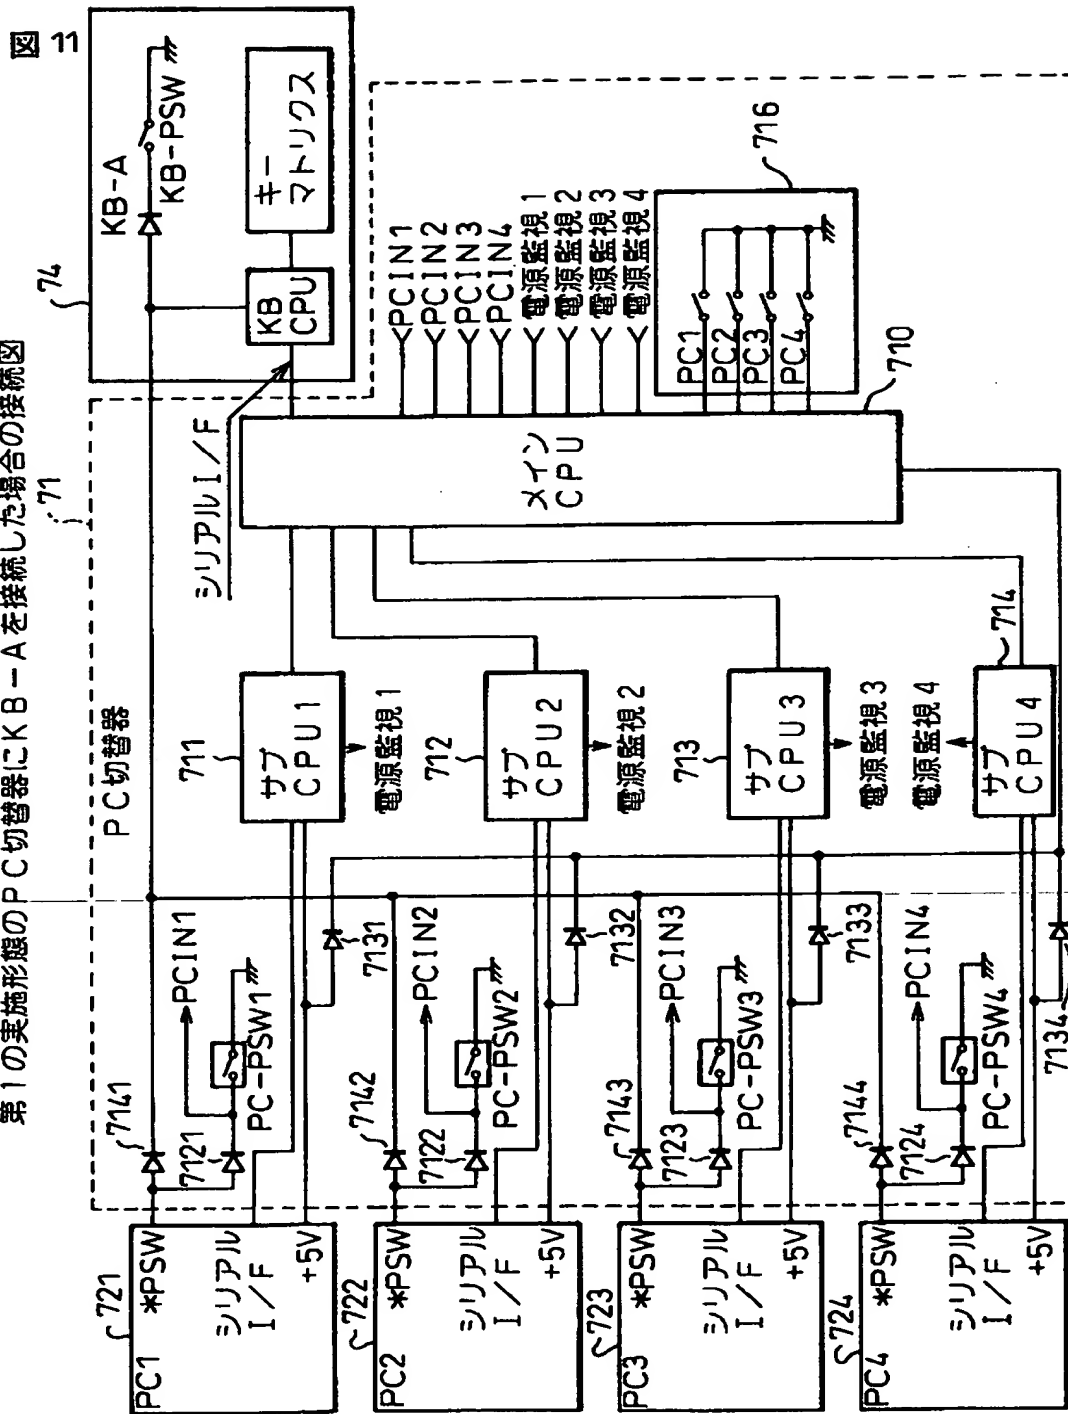 図 11
第1の実施形態のPC切替器にKB-Aを接続した場合の接続図
74
KB-A
KB-PSW
KB
CPU
キー
マトリクス
71
PC切替器
シリアルI/F
<PCIN1
<PCIN2
<PCIN3
<PCIN4
<電源監視1
<電源監視2
<電源監視3
<電源監視4
716
PC1
PC2
PC3
PC4
710
メイン
CPU
711
サブ
CPU1
電源監視1
712
サブ
CPU2
電源監視2
713
サブ
CPU3
電源監視3
714
サブ
CPU4
電源監視4
7141
7121
PCIN1
PC-PSW1
7131
7142
7122
PCIN2
PC-PSW2
7132
7143
7123
PCIN3
PC-PSW3
7133
7144
7124
PCIN4
PC-PSW4
7134
721
PC1
*PSW
シリアル
I/F
+5V
722
PC2
*PSW
シリアル
I/F
+5V
723
PC3
*PSW
シリアル
I/F
+5V
724
PC4
*PSW
シリアル
I/F
+5V